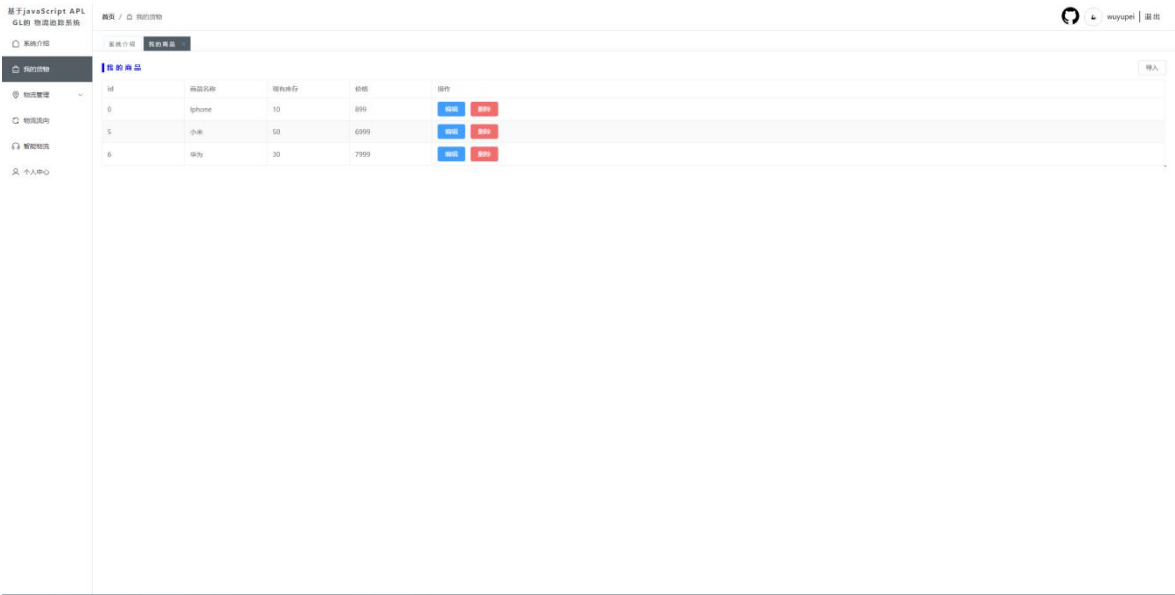 基于javaScript APL
GL的 物流追踪系统
首页 / 我的货物
wuyupei | 退出
系统介绍
我的货物
物流管理
物流流向
智能物流
个人中心
系统介绍 我的商品
我的商品
导入
id 商品名称 现有库存 价格 操作
0 Iphone 10 899 编辑 删除
5 小米 50 6999 编辑 删除
6 华为 30 7999 编辑 删除